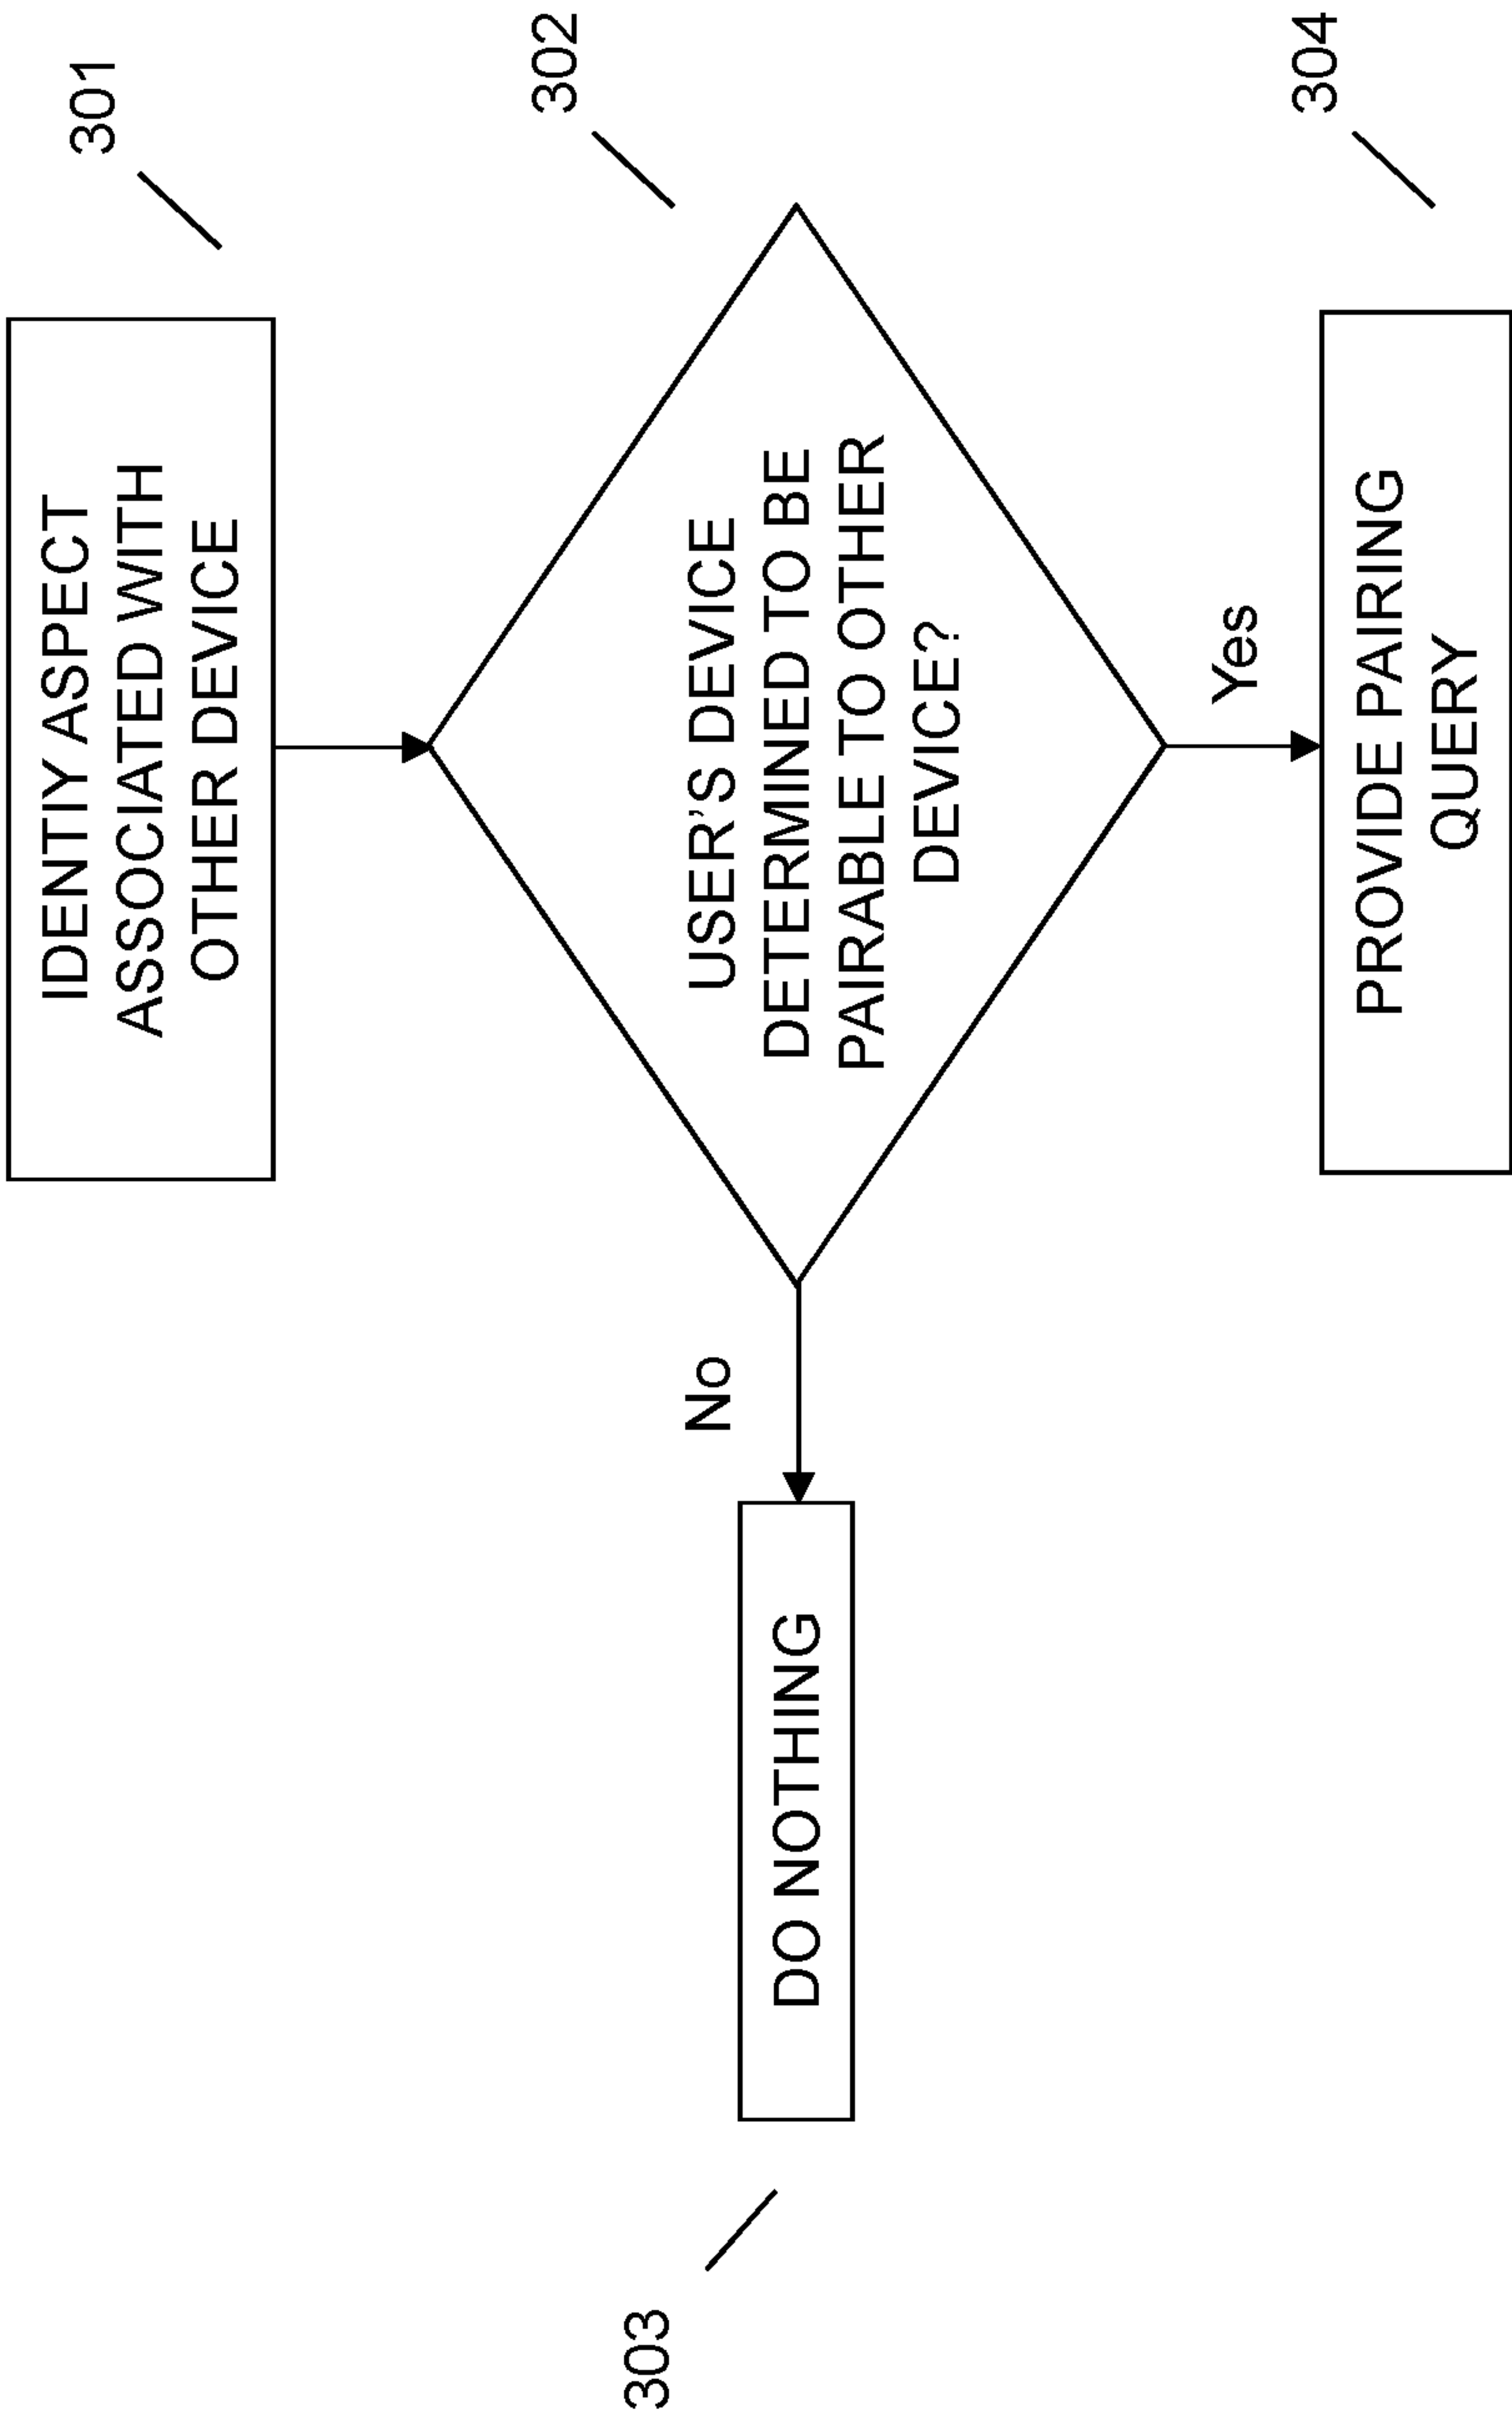 301
IDENTIY ASPECT
ASSOCIATED WITH
OTHER DEVICE
302
USER'S DEVICE
DETERMINED TO BE
PAIRABLE TO OTHER
DEVICE?
No
303
DO NOTHING
Yes
304
PROVIDE PAIRING
QUERY